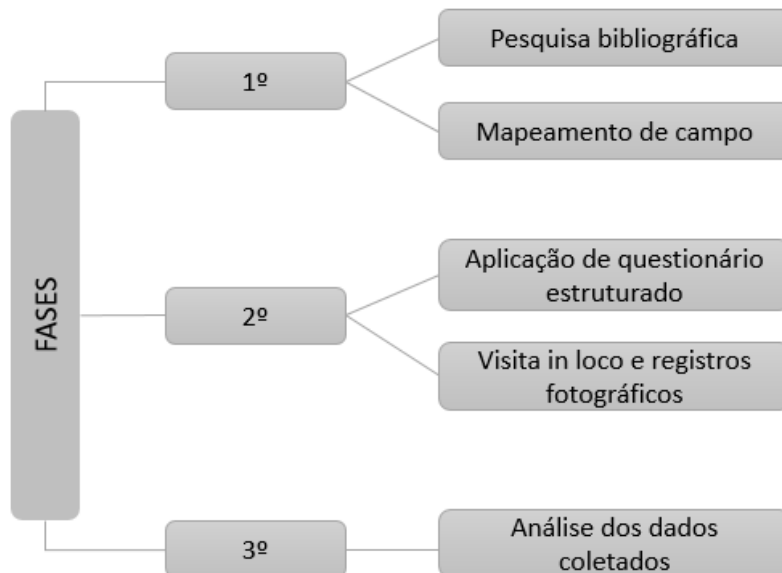 FASES
1º
Pesquisa bibliográfica
Mapeamento de campo
2º
Aplicação de questionário
estruturado
Visita in loco e registros
fotográficos
3º
Análise dos dados
coletados